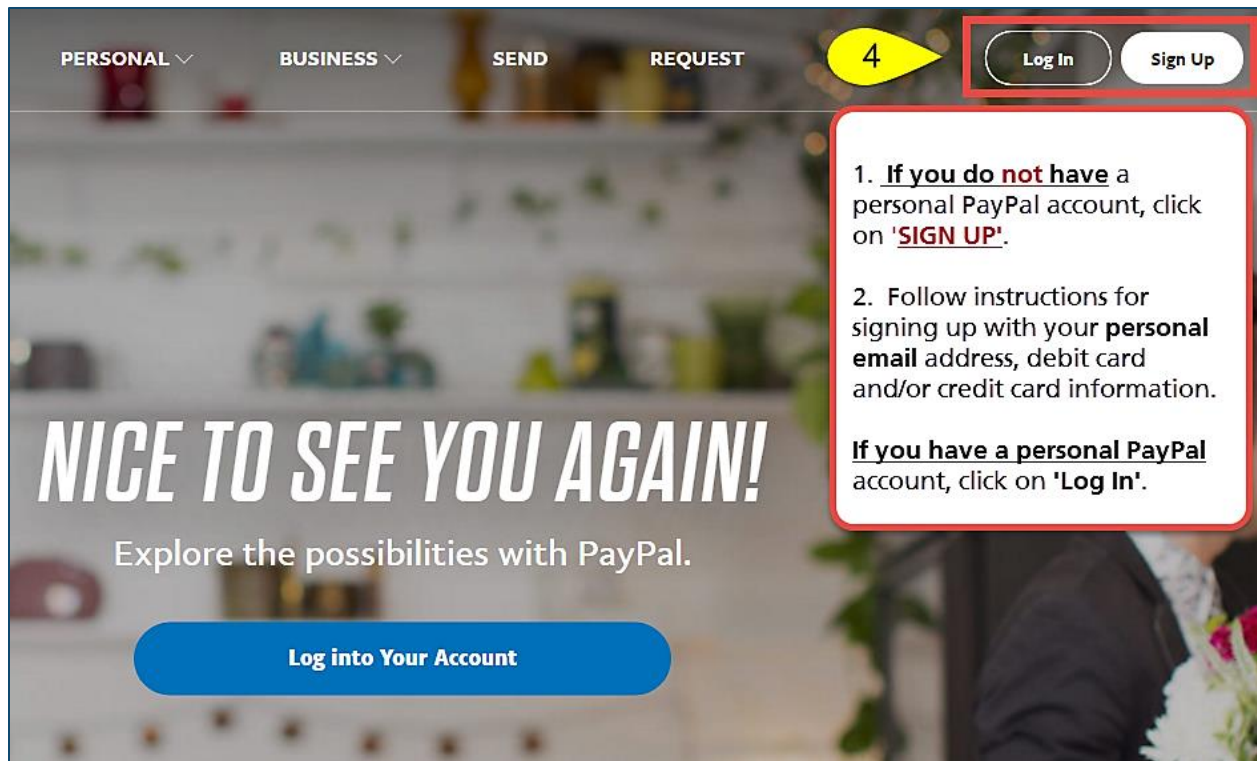 PERSONAL BUSINESS SEND REQUEST 4 Log In Sign Up
1. If you do not have a
personal PayPal account, click
on 'SIGN UP'.
2. Follow instructions for
signing up with your personal
email address, debit card
and/or credit card information.
If you have a personal PayPal
account, click on 'Log In'.
NICE TO SEE YOU AGAIN!
Explore the possibilities with PayPal.
Log into Your Account